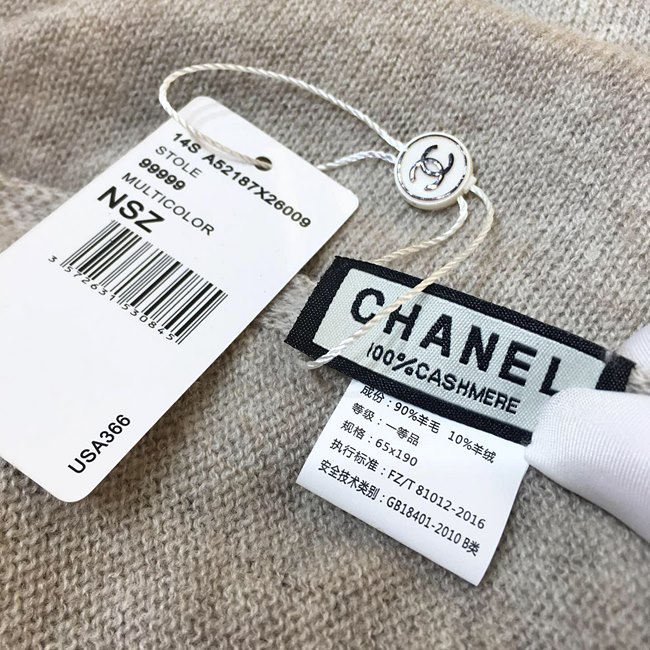 14S A52187X26009
STOLE
99999
MULTICOLOR
NSZ
3 572631 530845
USA366
CHANEL
100%CASHMERE
成份：90%羊毛 10%羊绒
等级：一等品
规格：65x190
执行标准：FZ/T 81012-2016
安全技术类别：GB18401-2010 B类